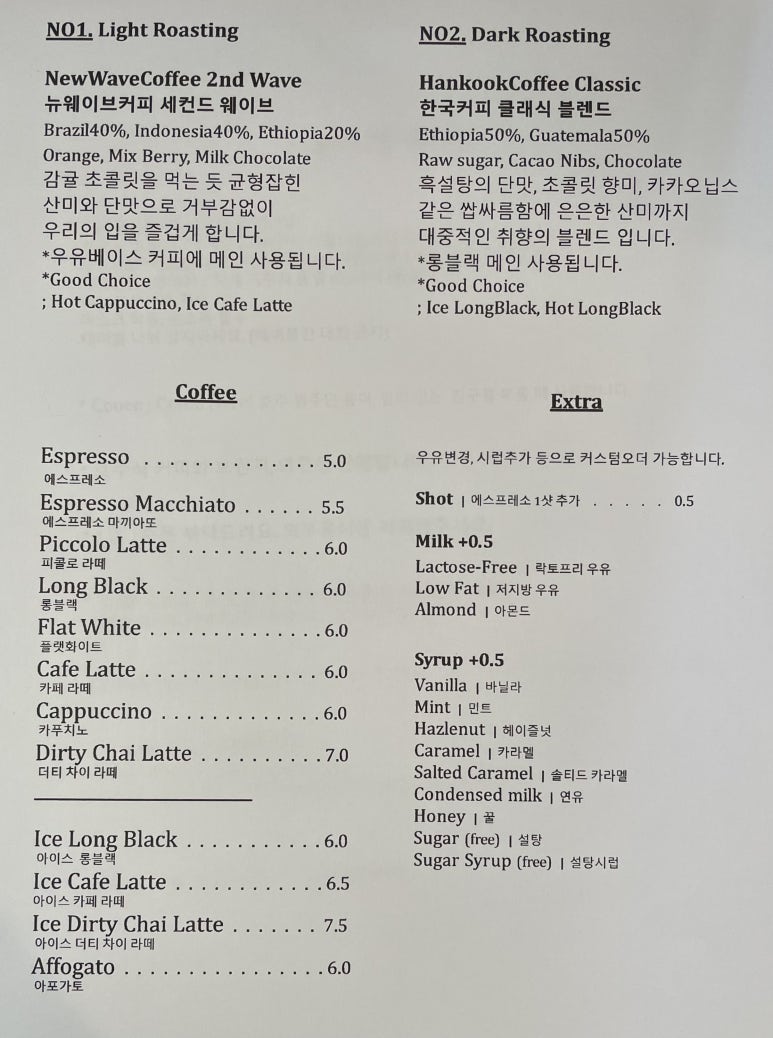 NO1. Light Roasting
NewWaveCoffee 2nd Wave
뉴웨이브커피 세컨드 웨이브
Brazil40%, Indonesia40%, Ethiopia20%
Orange, Mix Berry, Milk Chocolate
감귤 초콜릿을 먹는 듯 균형잡힌
산미와 단맛으로 거부감없이
우리의 입을 즐겁게 합니다.
*우유베이스 커피에 메인 사용됩니다.
*Good Choice
; Hot Cappuccino, Ice Cafe Latte
NO2. Dark Roasting
HankookCoffee Classic
한국커피 클래식 블렌드
Ethiopia50%, Guatemala50%
Raw sugar, Cacao Nibs, Chocolate
흑설탕의 단맛, 초콜릿 향미, 카카오닙스
같은 쌉싸름함에 은은한 산미까지
대중적인 취향의 블렌드 입니다.
*롱블랙 메인 사용됩니다.
*Good Choice
; Ice LongBlack, Hot LongBlack
Coffee
Espresso . . . . . . . . . . . . . 5.0
에스프레소
Espresso Macchiato . . . . . . 5.5
에스프레소 마끼아또
Piccolo Latte . . . . . . . . . . . . 6.0
피콜로 라떼
Long Black . . . . . . . . . . . . . 6.0
롱블랙
Flat White . . . . . . . . . . . . . . 6.0
플랫화이트
Cafe Latte . . . . . . . . . . . . . . 6.0
카페 라떼
Cappuccino . . . . . . . . . . . . . 6.0
카푸치노
Dirty Chai Latte . . . . . . . . . . 7.0
더티 차이 라떼
Ice Long Black . . . . . . . . . . . 6.0
아이스 롱블랙
Ice Cafe Latte . . . . . . . . . . . . 6.5
아이스 카페 라떼
Ice Dirty Chai Latte . . . . . . . 7.5
아이스 더티 차이 라떼
Affogato . . . . . . . . . . . . . . . . 6.0
아포가토
Extra
우유변경, 시럽추가 등으로 커스텀오더 가능합니다.
Shot | 에스프레소 1샷 추가 . . . . . 0.5
Milk +0.5
Lactose-Free | 락토프리 우유
Low Fat | 저지방 우유
Almond | 아몬드
Syrup +0.5
Vanilla | 바닐라
Mint | 민트
Hazlenut | 헤이즐넛
Caramel | 카라멜
Salted Caramel | 솔티드 카라멜
Condensed milk | 연유
Honey | 꿀
Sugar (free) | 설탕
Sugar Syrup (free) | 설탕시럽